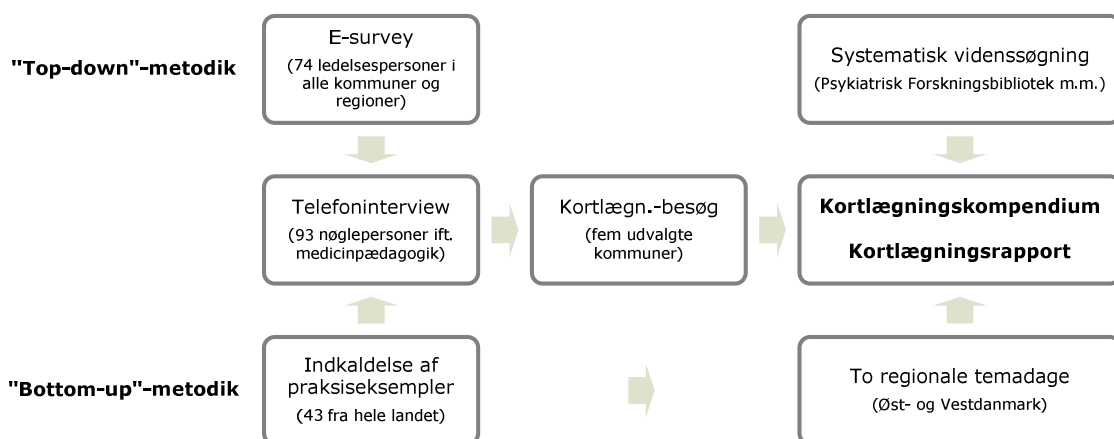 "Top-down"-metodik
E-survey
(74 ledelsespersoner i
alle kommuner og
regioner)
Systematisk videnssøgning
(Psykiatrisk Forskningsbibliotek m.m.)
Telefoninterview
(93 nøglepersoner ift.
medicinpædagogik)
Kortlægn.-besøg
(fem udvalgte
kommuner)
Kortlægningskompendium
Kortlægningsrapport
"Bottom-up"-metodik
Indkaldelse af
praksiseksempler
(43 fra hele landet)
To regionale temadage
(Øst- og Vestdanmark)